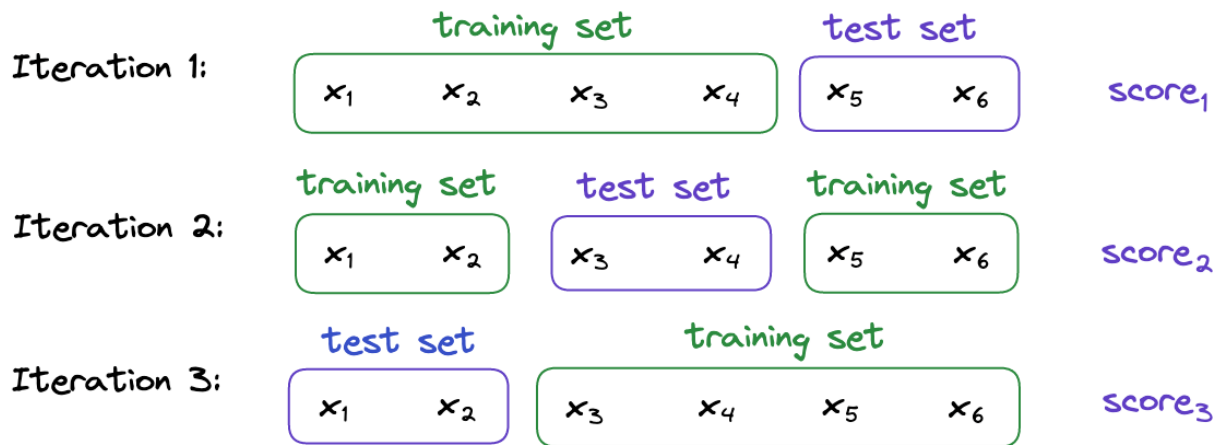 training set test set
Iteration 1: x₁ x₂ x₃ x₄ x₅ x₆ score₁
training set test set training set
Iteration 2: x₁ x₂ x₃ x₄ x₅ x₆ score₂
test set training set
Iteration 3: x₁ x₂ x₃ x₄ x₅ x₆ score₃